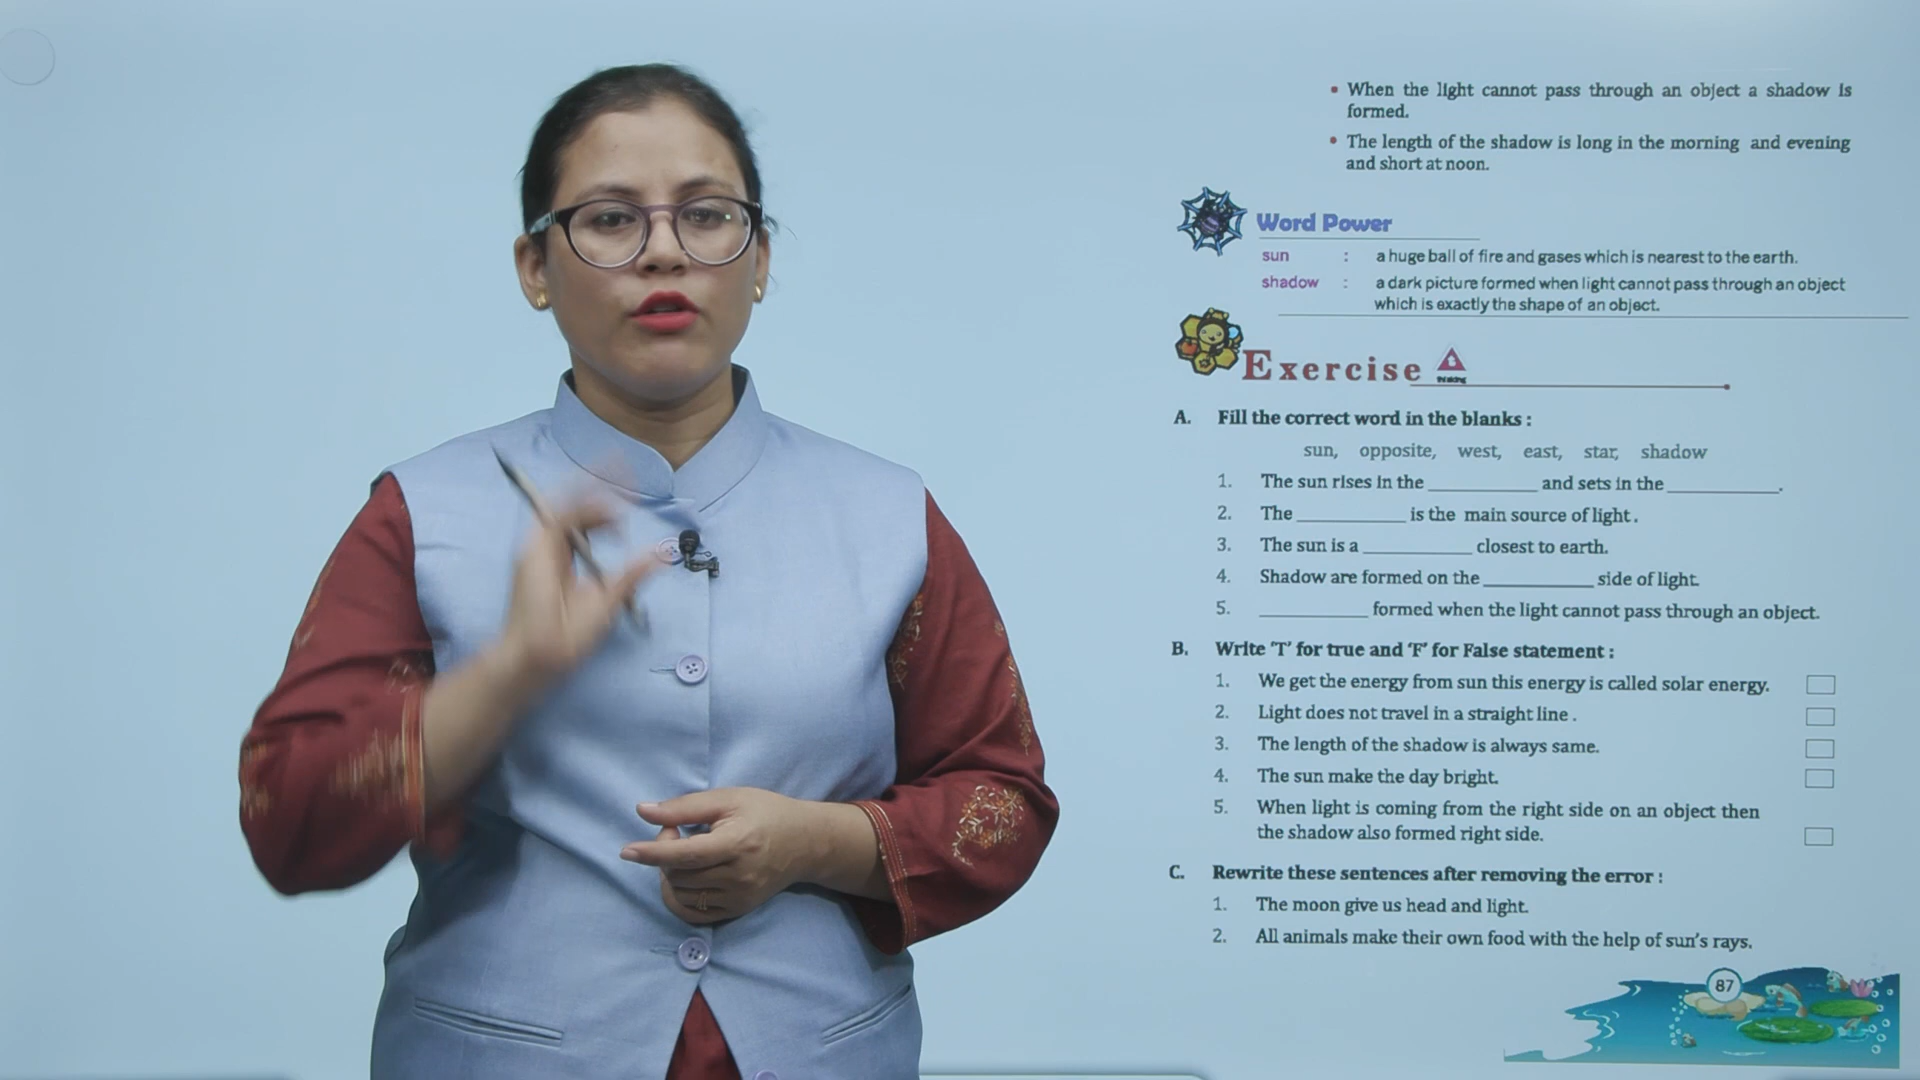 • When the light cannot pass through an object a shadow is
formed.
• The length of the shadow is long in the morning and evening
and short at noon.
Word Power
sun : a huge ball of fire and gases which is nearest to the earth.
shadow : a dark picture formed when light cannot pass through an object
which is exactly the shape of an object.
Exercise
thinking
A. Fill the correct word in the blanks :
sun, opposite, west, east, star, shadow
1. The sun rises in the __________ and sets in the __________.
2. The __________ is the main source of light.
3. The sun is a __________ closest to earth.
4. Shadow are formed on the __________ side of light.
5. __________ formed when the light cannot pass through an object.
B. Write 'T' for true and 'F' for False statement :
1. We get the energy from sun this energy is called solar energy.
2. Light does not travel in a straight line .
3. The length of the shadow is always same.
4. The sun make the day bright.
5. When light is coming from the right side on an object then
the shadow also formed right side.
C. Rewrite these sentences after removing the error :
1. The moon give us head and light.
2. All animals make their own food with the help of sun's rays.
87